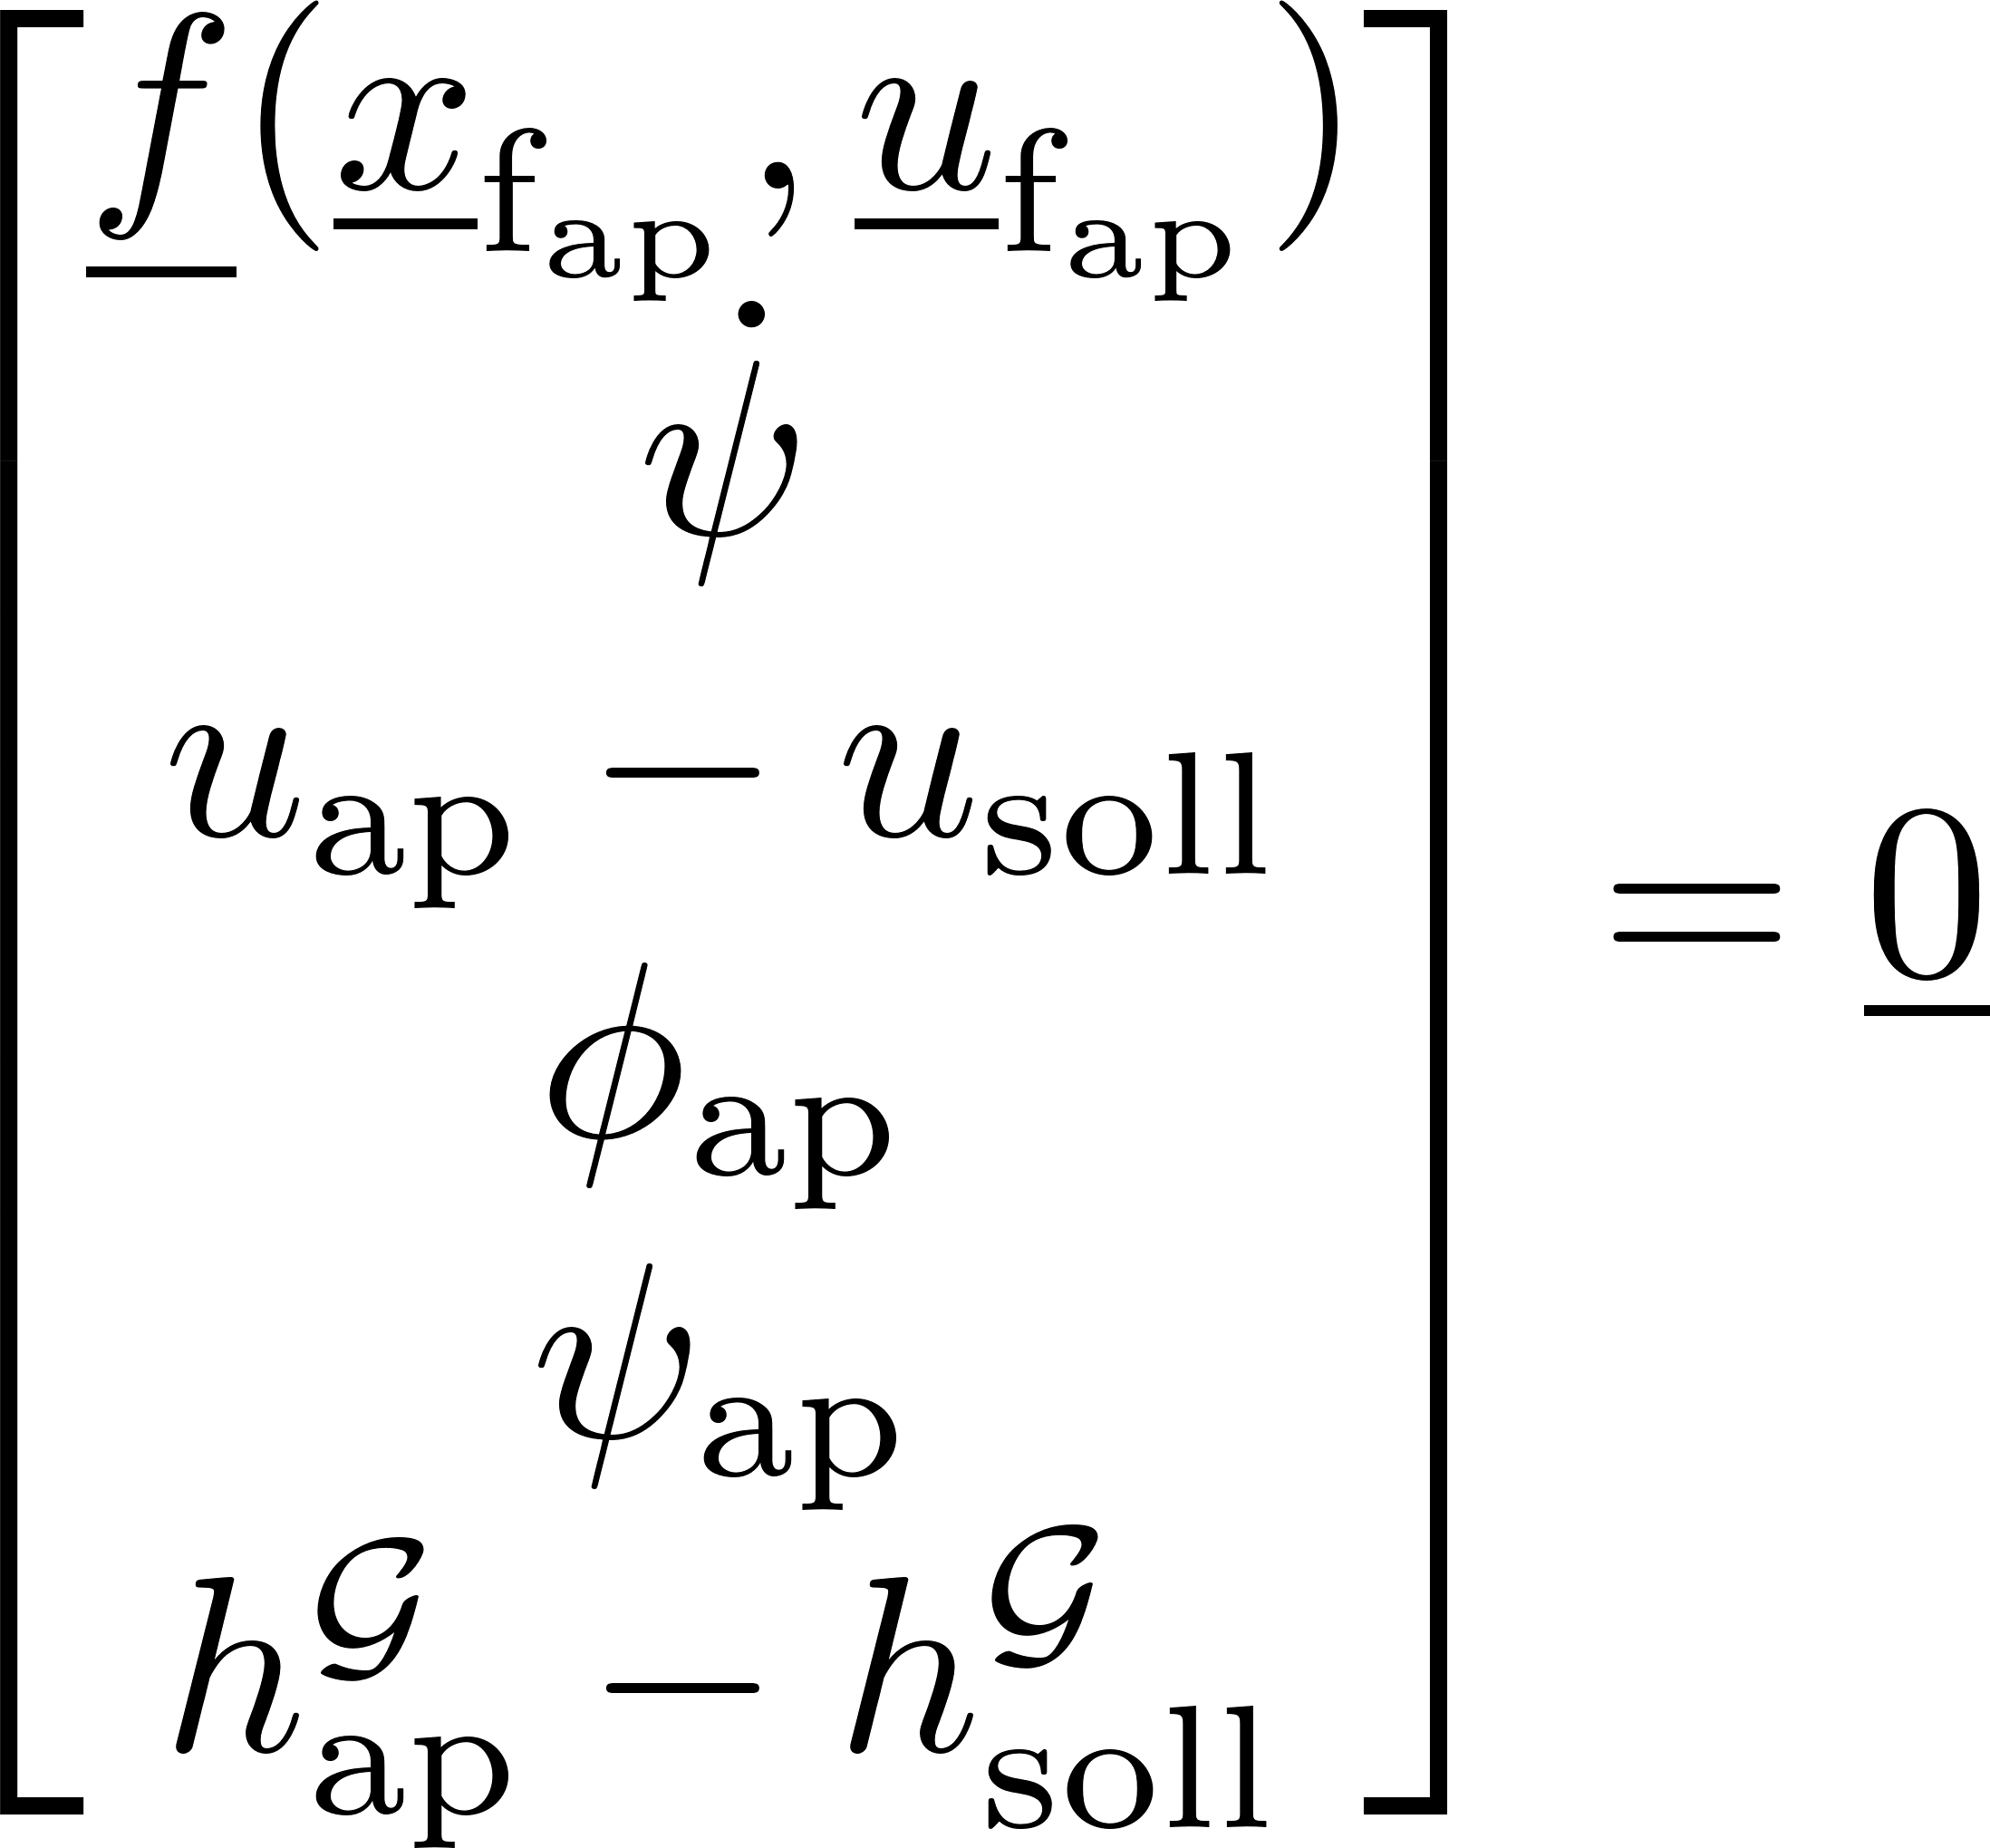 [ f(x_{f_{ap}}, u_{f_{ap}})
ψ̇
u_{ap} − u_{soll}
ϕ_{ap}
ψ_{ap}
h^{𝒢}_{ap} − h^{𝒢}_{soll} ] = 0